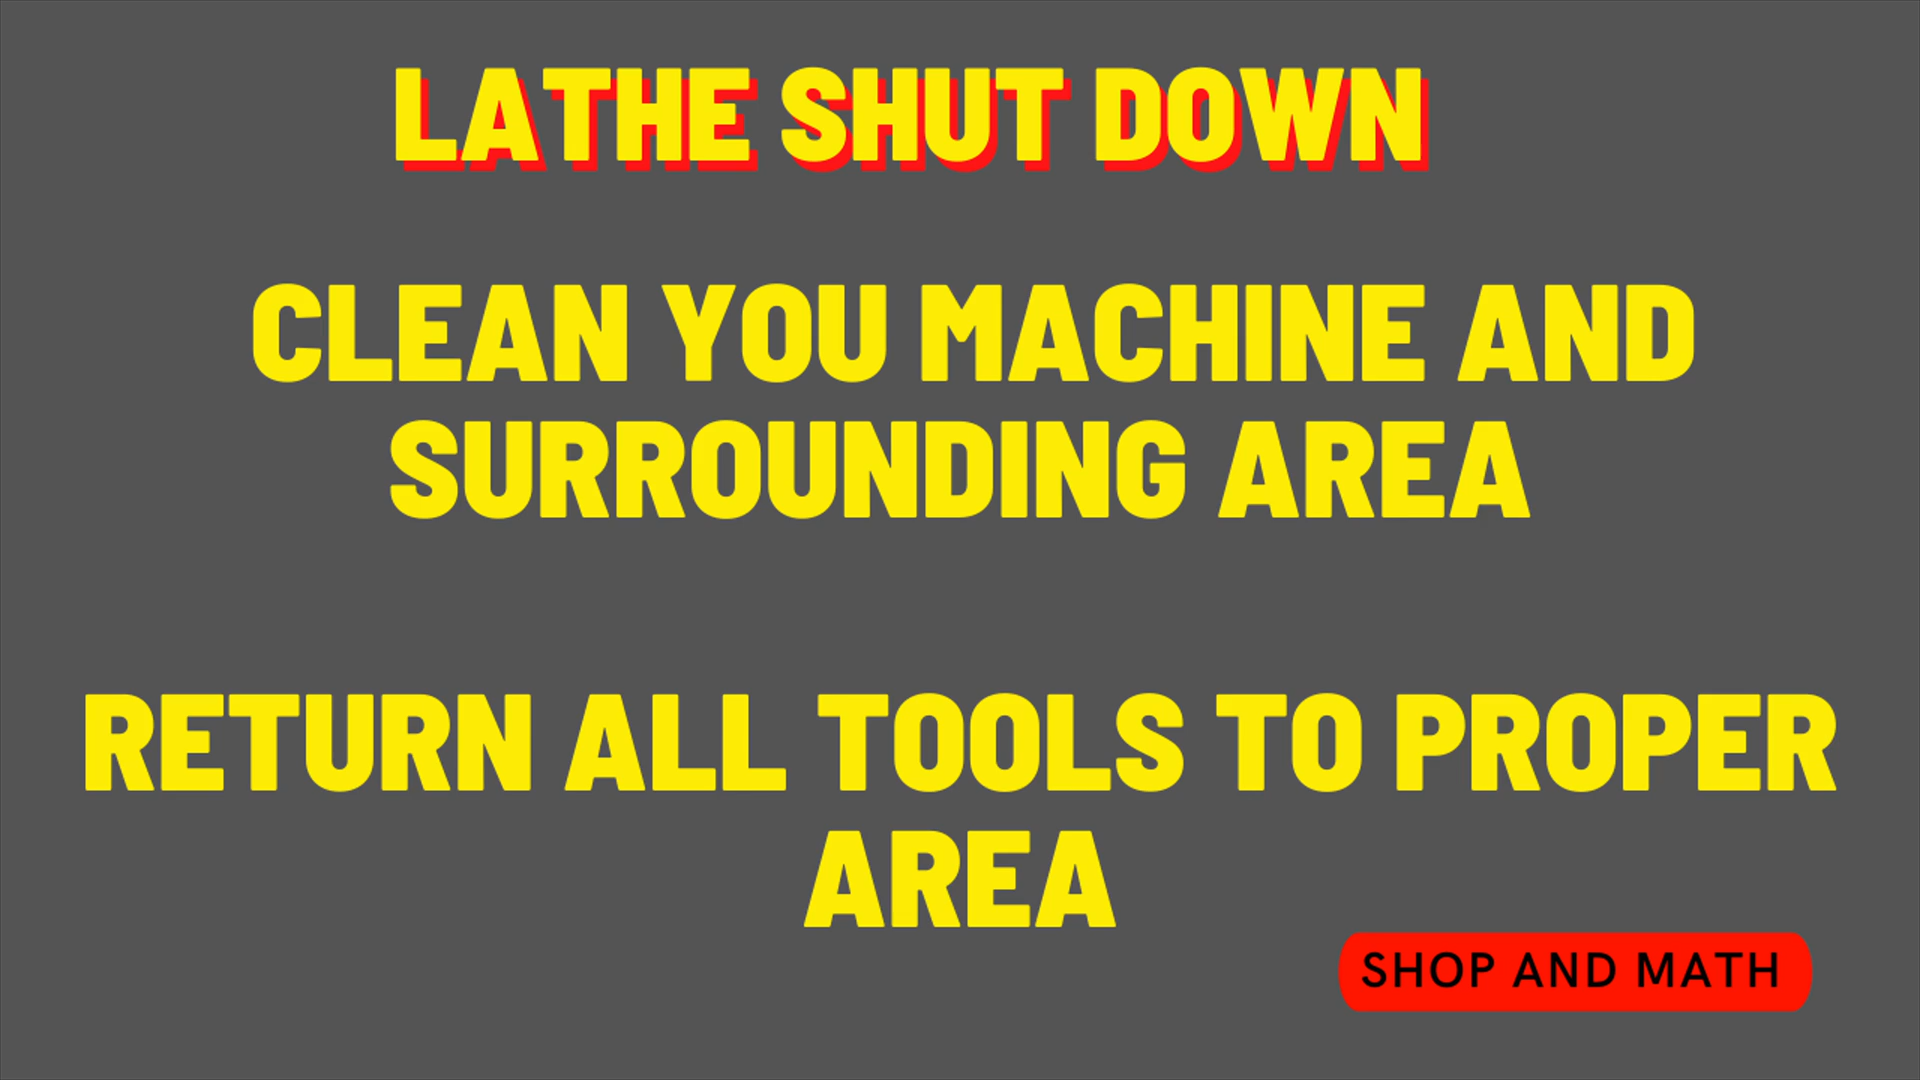 LATHE SHUT DOWN
CLEAN YOU MACHINE AND
SURROUNDING AREA
RETURN ALL TOOLS TO PROPER
AREA
SHOP AND MATH